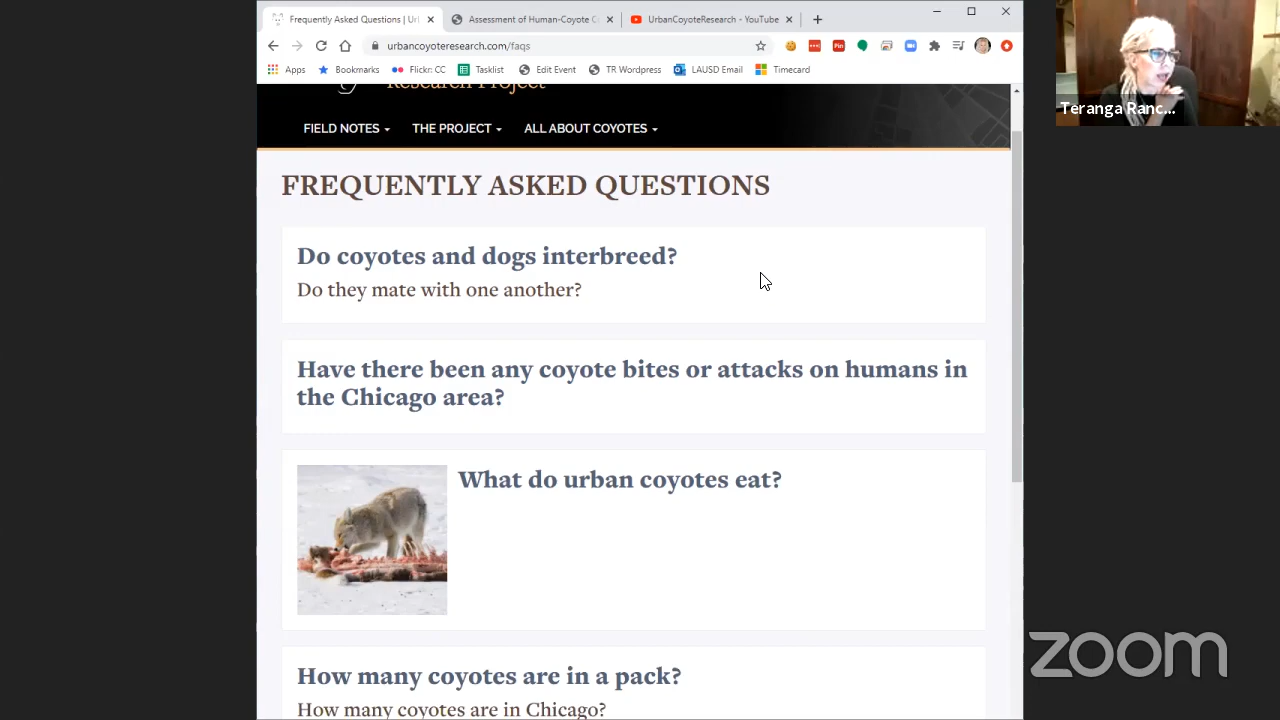 Frequently Asked Questions | Ur
Assessment of Human-Coyote C
UrbanCoyoteResearch - YouTube
urbancoyoteresearch.com/faqs
Apps
Bookmarks
Flickr: CC
Tasklist
Edit Event
TR Wordpress
LAUSD Email
Timecard
Teranga Ranc...
Research Project
FIELD NOTES
THE PROJECT
ALL ABOUT COYOTES
FREQUENTLY ASKED QUESTIONS
Do coyotes and dogs interbreed?
Do they mate with one another?
Have there been any coyote bites or attacks on humans in
the Chicago area?
What do urban coyotes eat?
How many coyotes are in a pack?
How many coyotes are in Chicago?
zoom